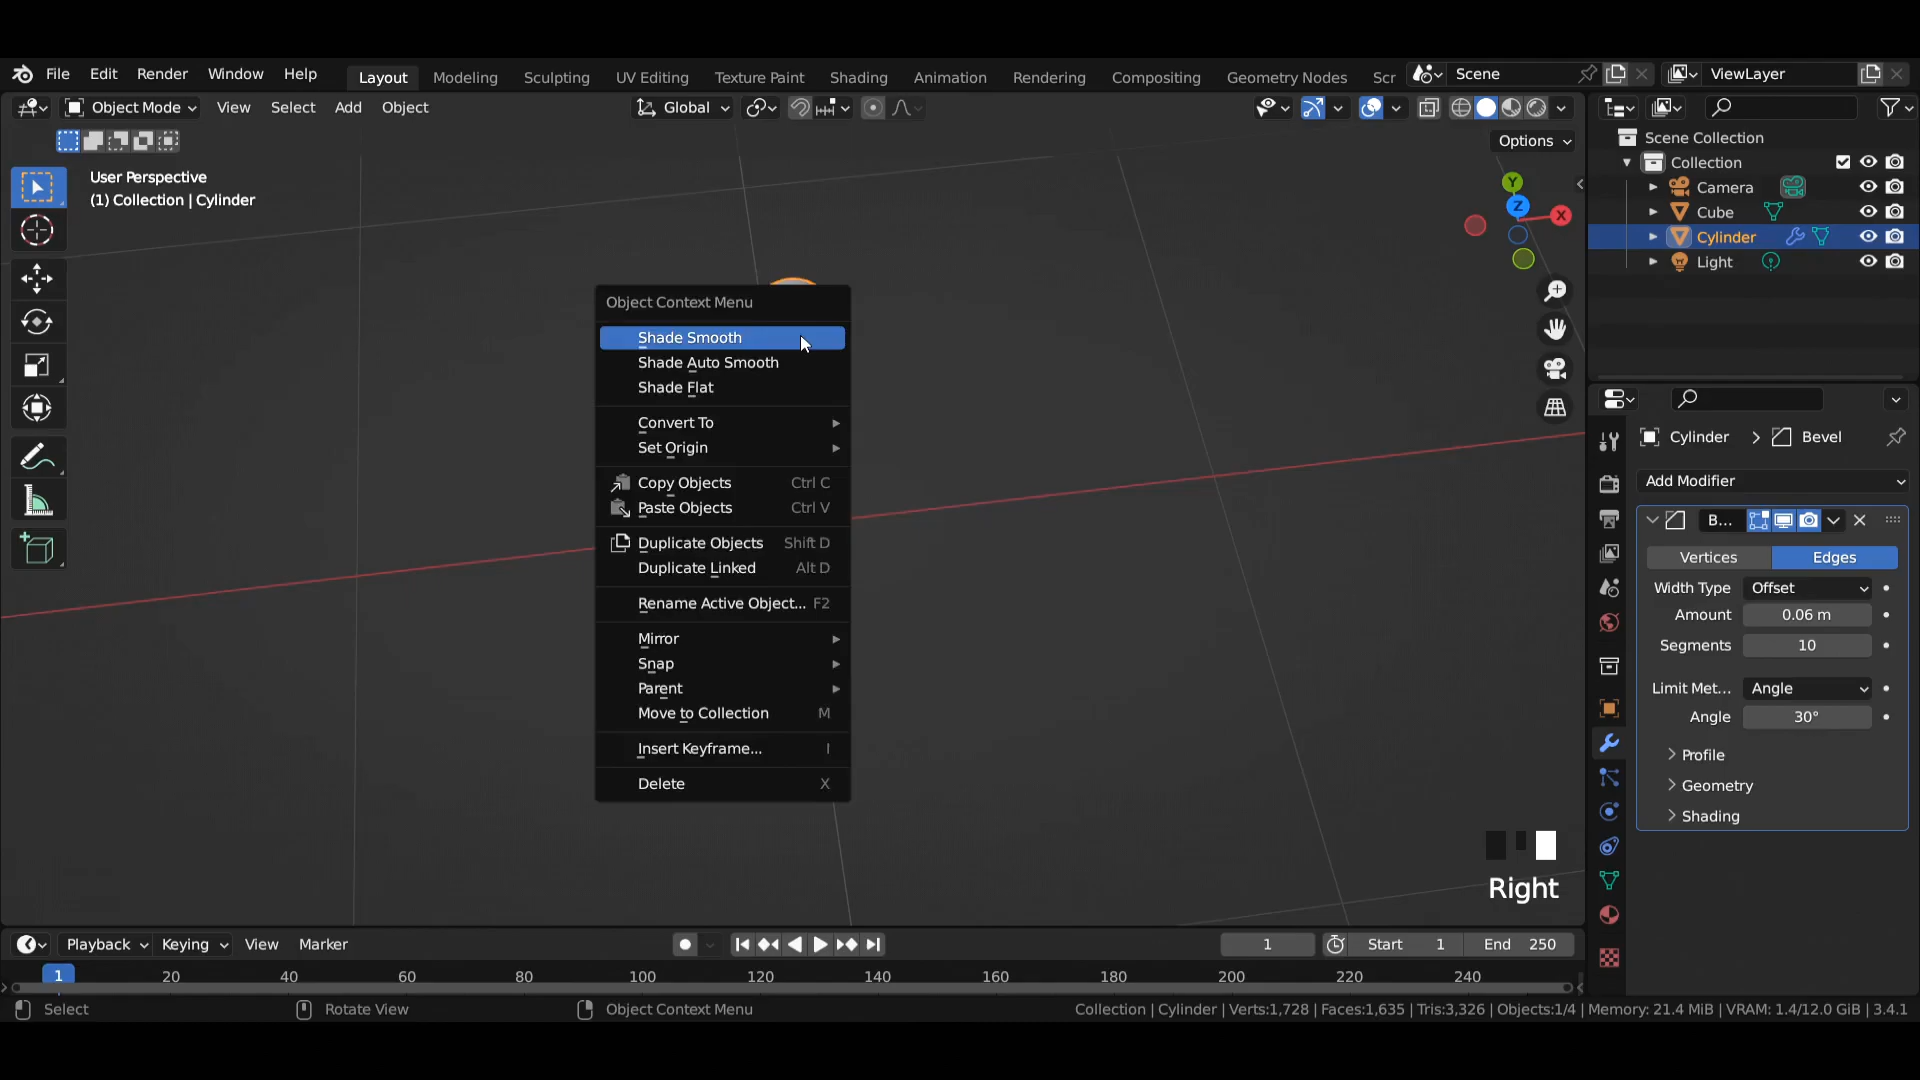 File Edit Render Window Help Layout Modeling Sculpting UV Editing Texture Paint Shading Animation Rendering Compositing Geometry Nodes Scr Scene ViewLayer
Object Mode View Select Add Object Global
Options
User Perspective
(1) Collection | Cylinder
Y
Z
X
Scene Collection
Collection
Camera
Cube
Cylinder
Light
Object Context Menu
Shade Smooth
Shade Auto Smooth
Shade Flat
Convert To
Set Origin
Copy Objects Ctrl C
Paste Objects Ctrl V
Duplicate Objects Shift D
Duplicate Linked Alt D
Rename Active Object... F2
Mirror
Snap
Parent
Move to Collection M
Insert Keyframe... I
Delete X
Cylinder > Bevel
Add Modifier
B...
Vertices Edges
Width Type Offset
Amount 0.06 m
Segments 10
Limit Met... Angle
Angle 30°
Profile
Geometry
Shading
Right
Playback Keying View Marker 1 Start 1 End 250
1 20 40 60 80 100 120 140 160 180 200 220 240
Select Rotate View Object Context Menu Collection | Cylinder | Verts:1,728 | Faces:1,635 | Tris:3,326 | Objects:1/4 | Memory: 21.4 MiB | VRAM: 1.4/12.0 GiB | 3.4.1